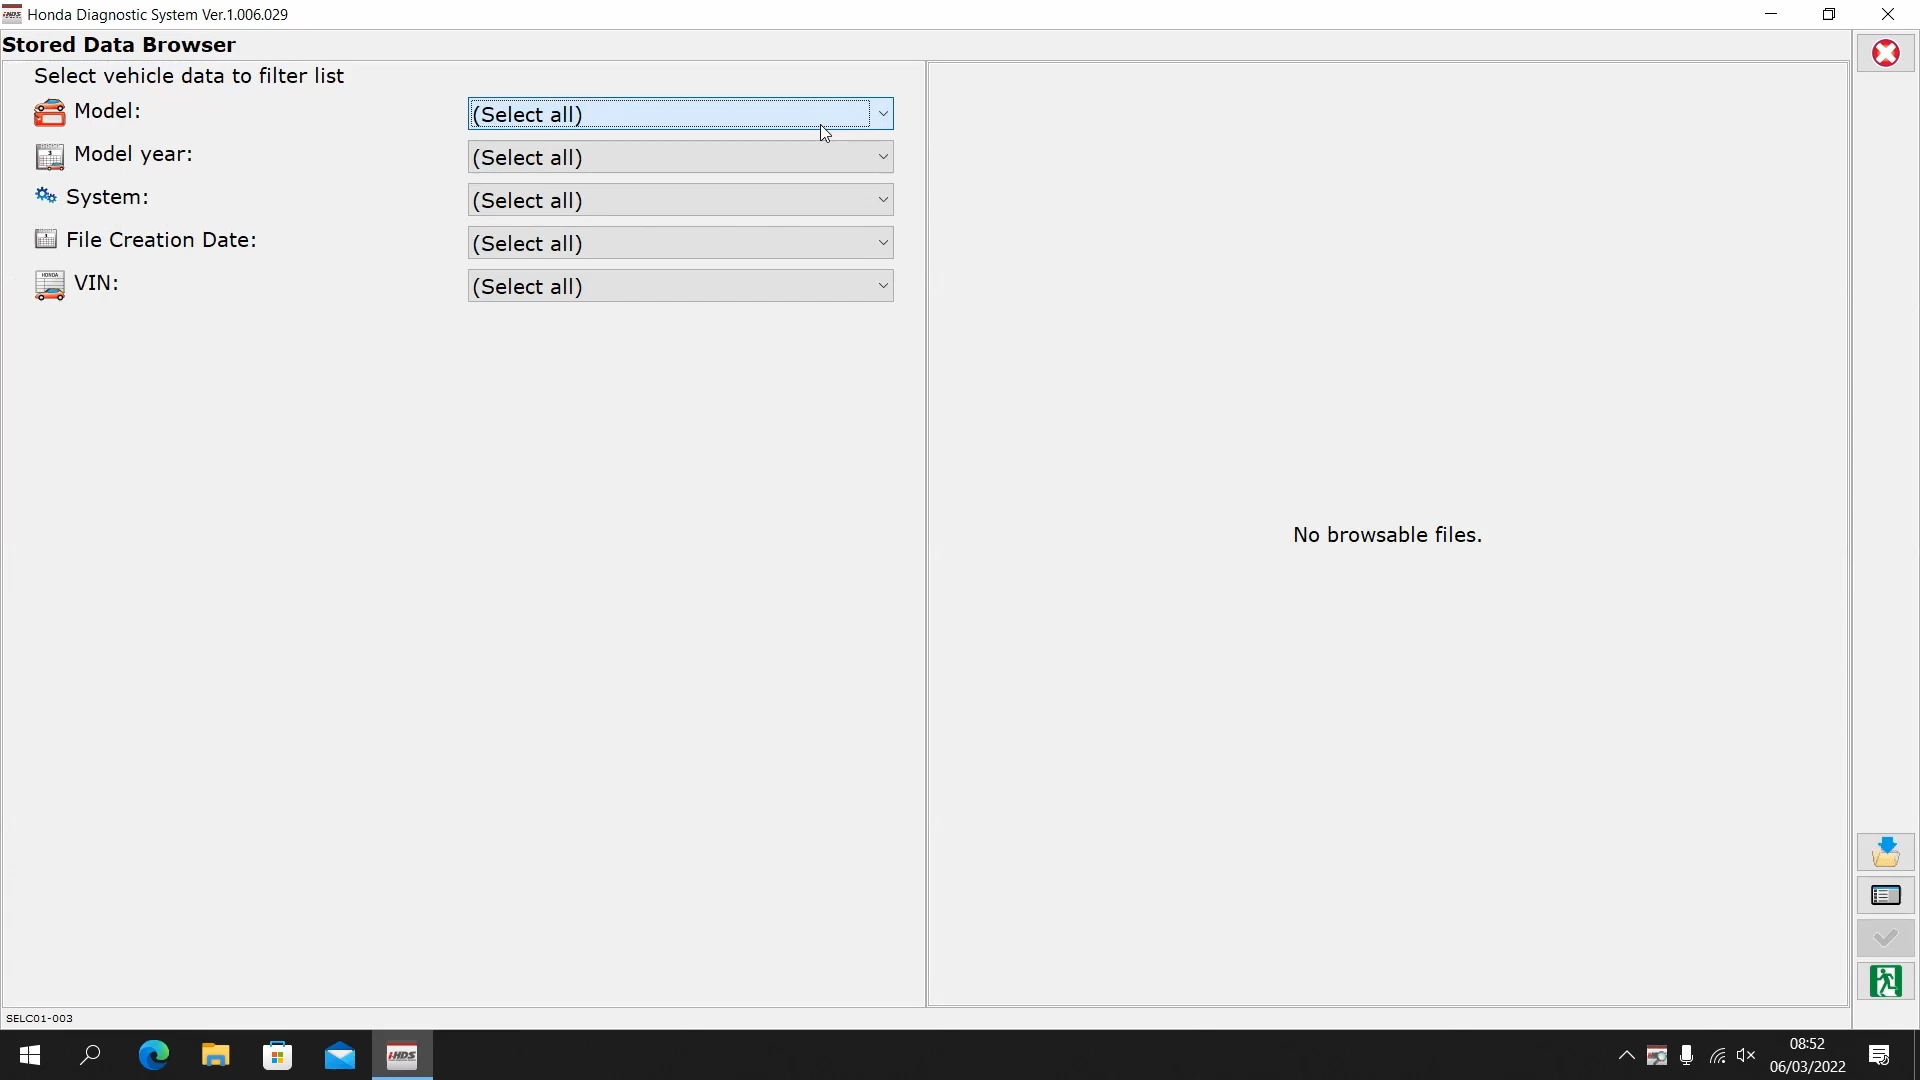 Honda Diagnostic System Ver.1.006.029
Stored Data Browser
Select vehicle data to filter list
Model:
(Select all)
Model year:
(Select all)
System:
(Select all)
File Creation Date:
(Select all)
VIN:
(Select all)
No browsable files.
SELC01-003
i-HDS
08:52
06/03/2022